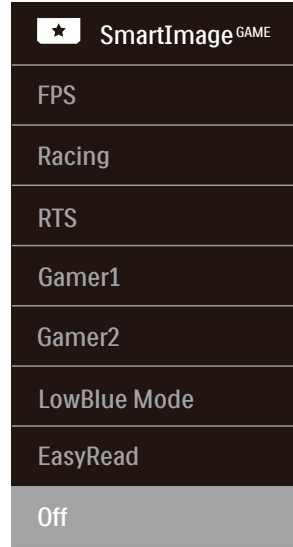 SmartImage GAME
FPS
Racing
RTS
Gamer1
Gamer2
LowBlue Mode
EasyRead
Off